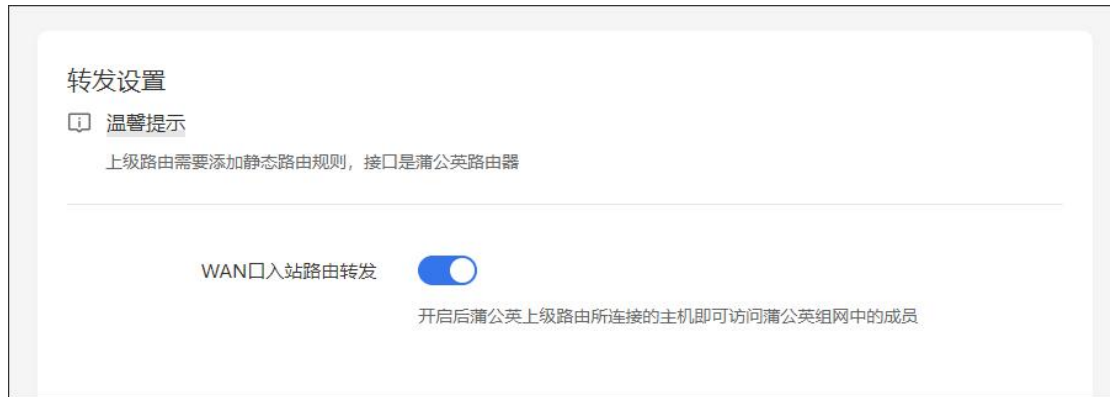 转发设置
温馨提示
上级路由需要添加静态路由规则，接口是蒲公英路由器
WAN口入站路由转发
开启后蒲公英上级路由所连接的主机即可访问蒲公英组网中的成员